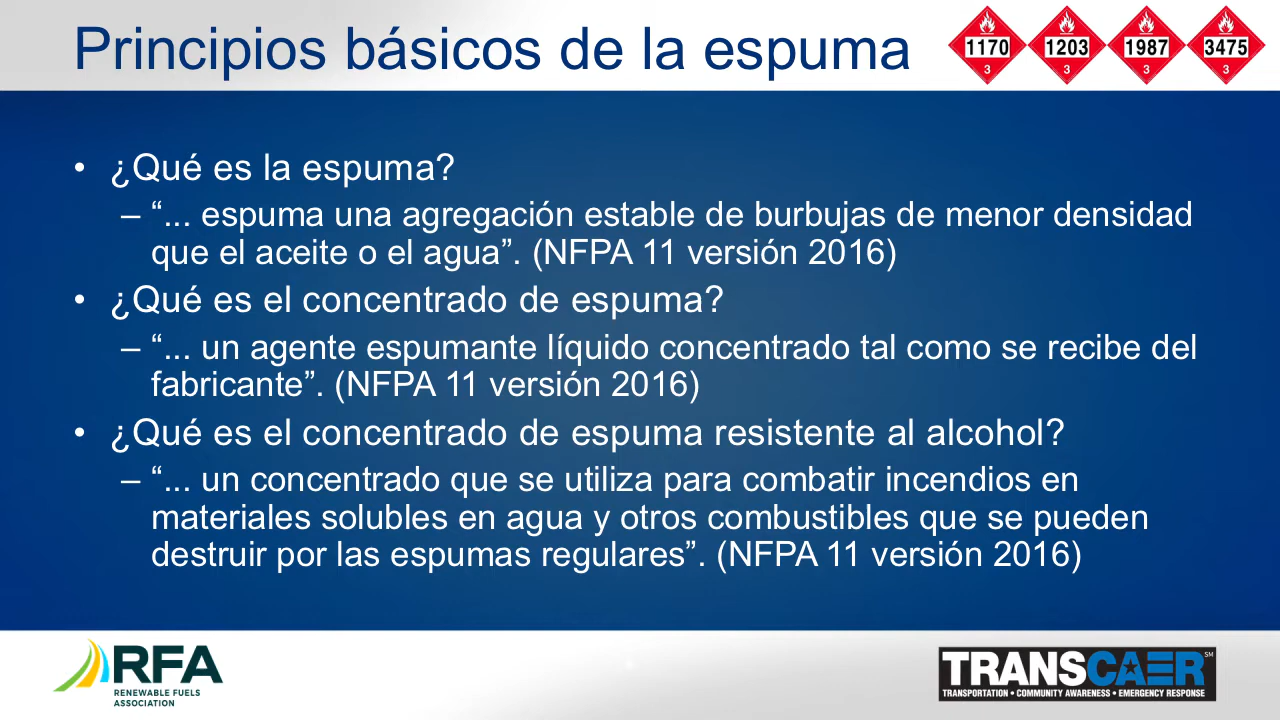 Principios básicos de la espuma
1170 1203 1987 3475
3 3 3 3
• ¿Qué es la espuma?
– “... espuma una agregación estable de burbujas de menor densidad
que el aceite o el agua”. (NFPA 11 versión 2016)
• ¿Qué es el concentrado de espuma?
– “... un agente espumante líquido concentrado tal como se recibe del
fabricante”. (NFPA 11 versión 2016)
• ¿Qué es el concentrado de espuma resistente al alcohol?
– “... un concentrado que se utiliza para combatir incendios en
materiales solubles en agua y otros combustibles que se pueden
destruir por las espumas regulares”. (NFPA 11 versión 2016)
RFA
RENEWABLE FUELS
ASSOCIATION
TRANSCAER SM
TRANSPORTATION • COMMUNITY AWARENESS • EMERGENCY RESPONSE